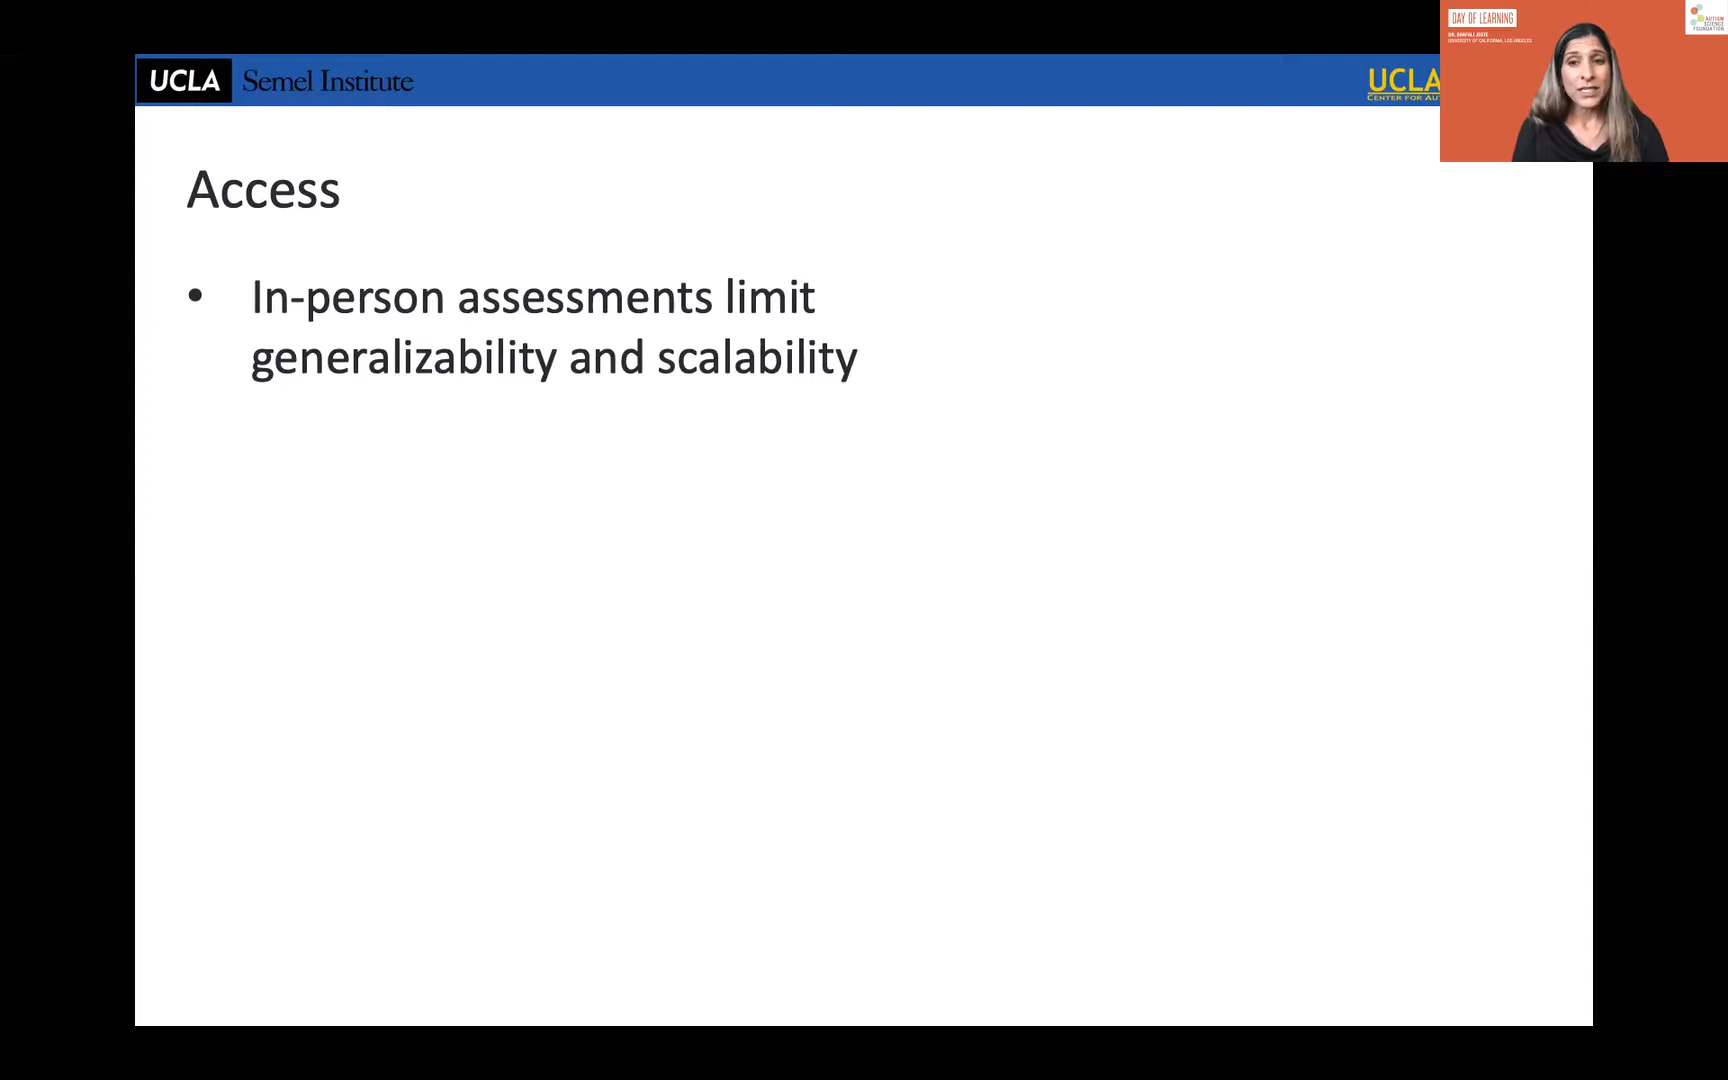 UCLA Semel Institute
UCLA
CENTER FOR AU
DAY OF LEARNING
DR. SHAFALI JESTE
UNIVERSITY OF CALIFORNIA, LOS ANGELES
AUTISM
SCIENCE
FOUNDATION
Access
• In-person assessments limit
generalizability and scalability